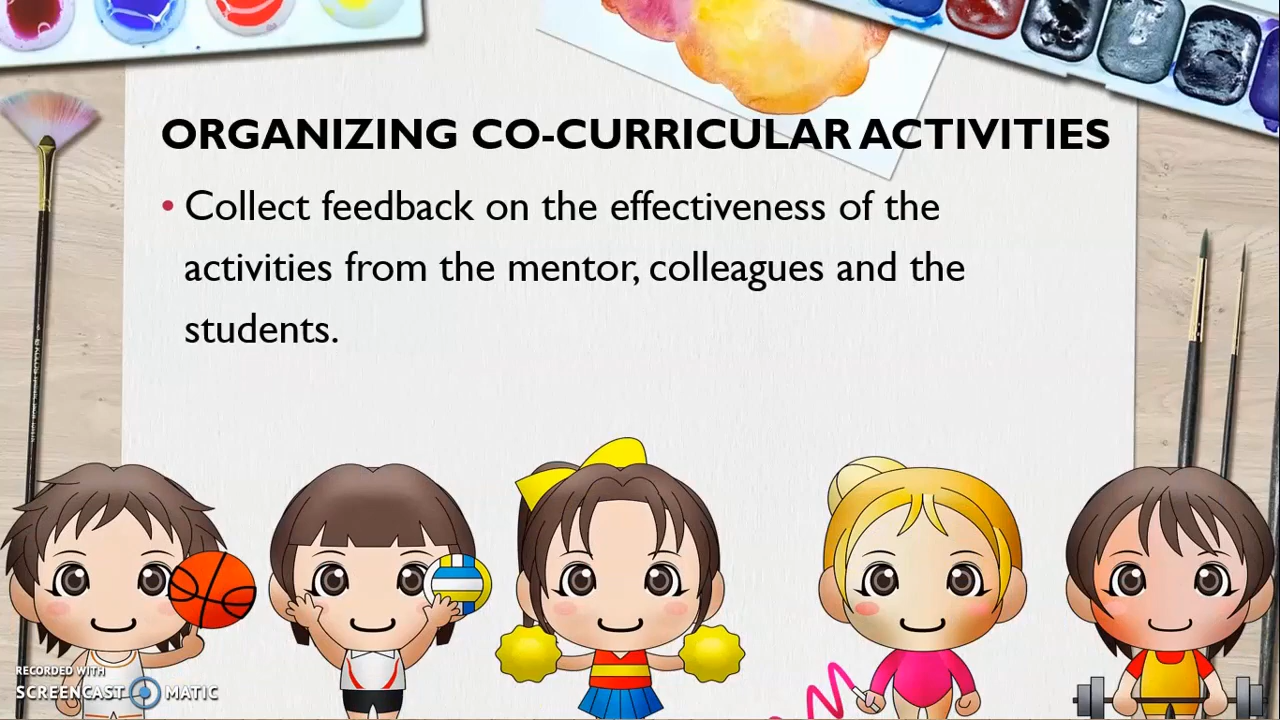 ORGANIZING CO-CURRICULAR ACTIVITIES
• Collect feedback on the effectiveness of the
activities from the mentor, colleagues and the
students.
RECORDED WITH
SCREENCAST MATIC